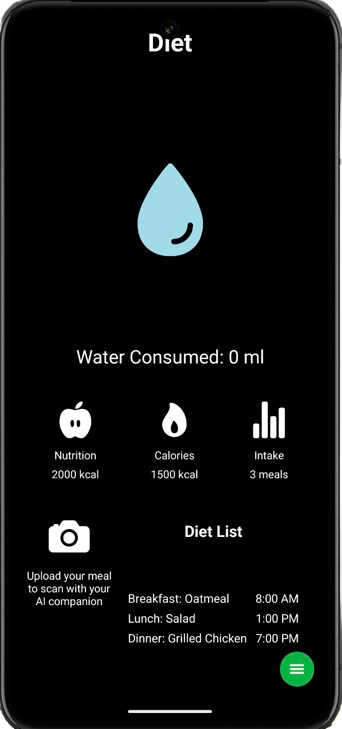 Diet
Water Consumed: 0 ml
Nutrition
2000 kcal
Calories
1500 kcal
Intake
3 meals
Upload your meal
to scan with your
AI companion
Diet List
Breakfast: Oatmeal 8:00 AM
Lunch: Salad 1:00 PM
Dinner: Grilled Chicken 7:00 PM